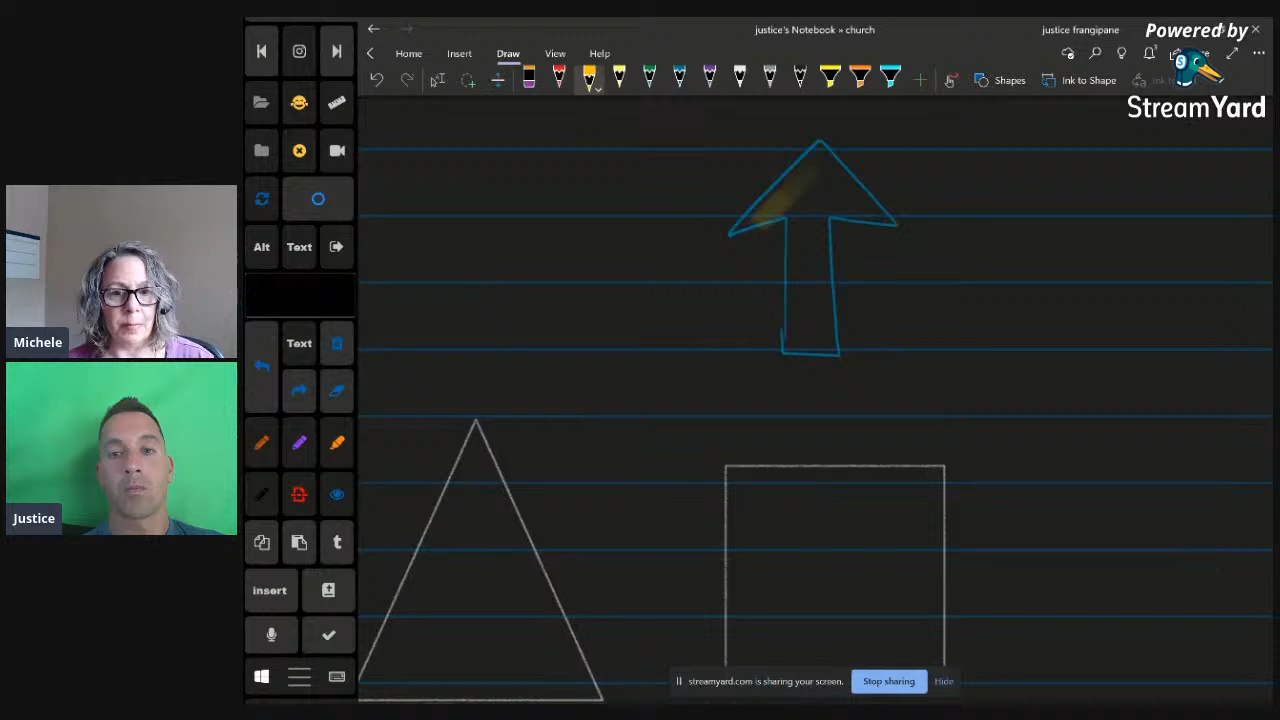 justice's Notebook » church
justice frangipane
Powered by
StreamYard
Home Insert Draw View Help
Shapes
Ink to Shape
Alt Text
Text
insert
Michele
Justice
streamyard.com is sharing your screen.
Stop sharing
Hide